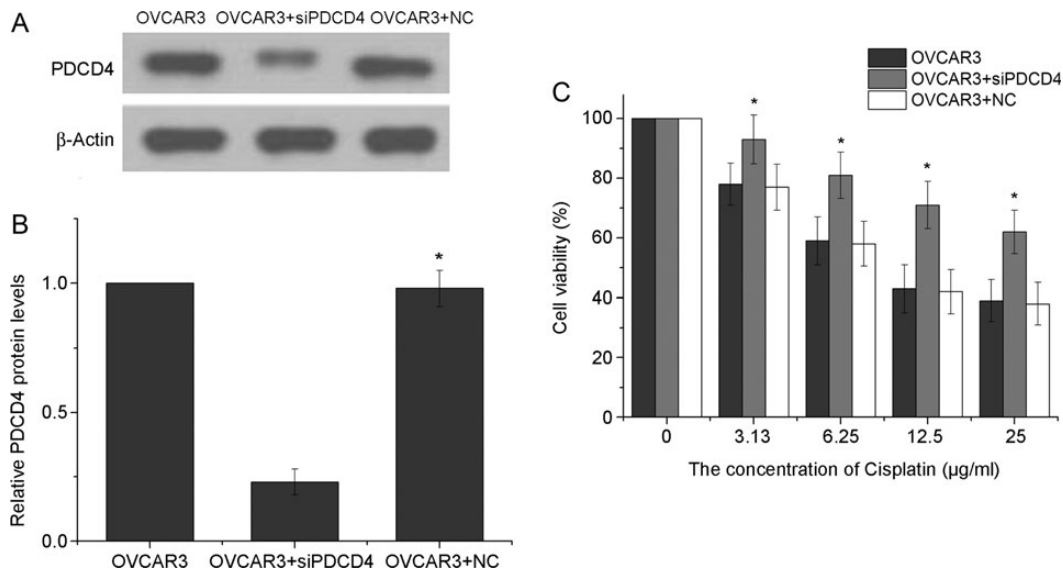 A
OVCAR3 OVCAR3+siPDCD4 OVCAR3+NC
PDCD4
β-Actin
B
Relative PDCD4 protein levels
1.0
0.5
0.0
*
OVCAR3 OVCAR3+siPDCD4 OVCAR3+NC
C
OVCAR3
OVCAR3+siPDCD4
OVCAR3+NC
Cell viability (%)
100
80
60
40
20
0
* * * *
0 3.13 6.25 12.5 25
The concentration of Cisplatin (μg/ml)